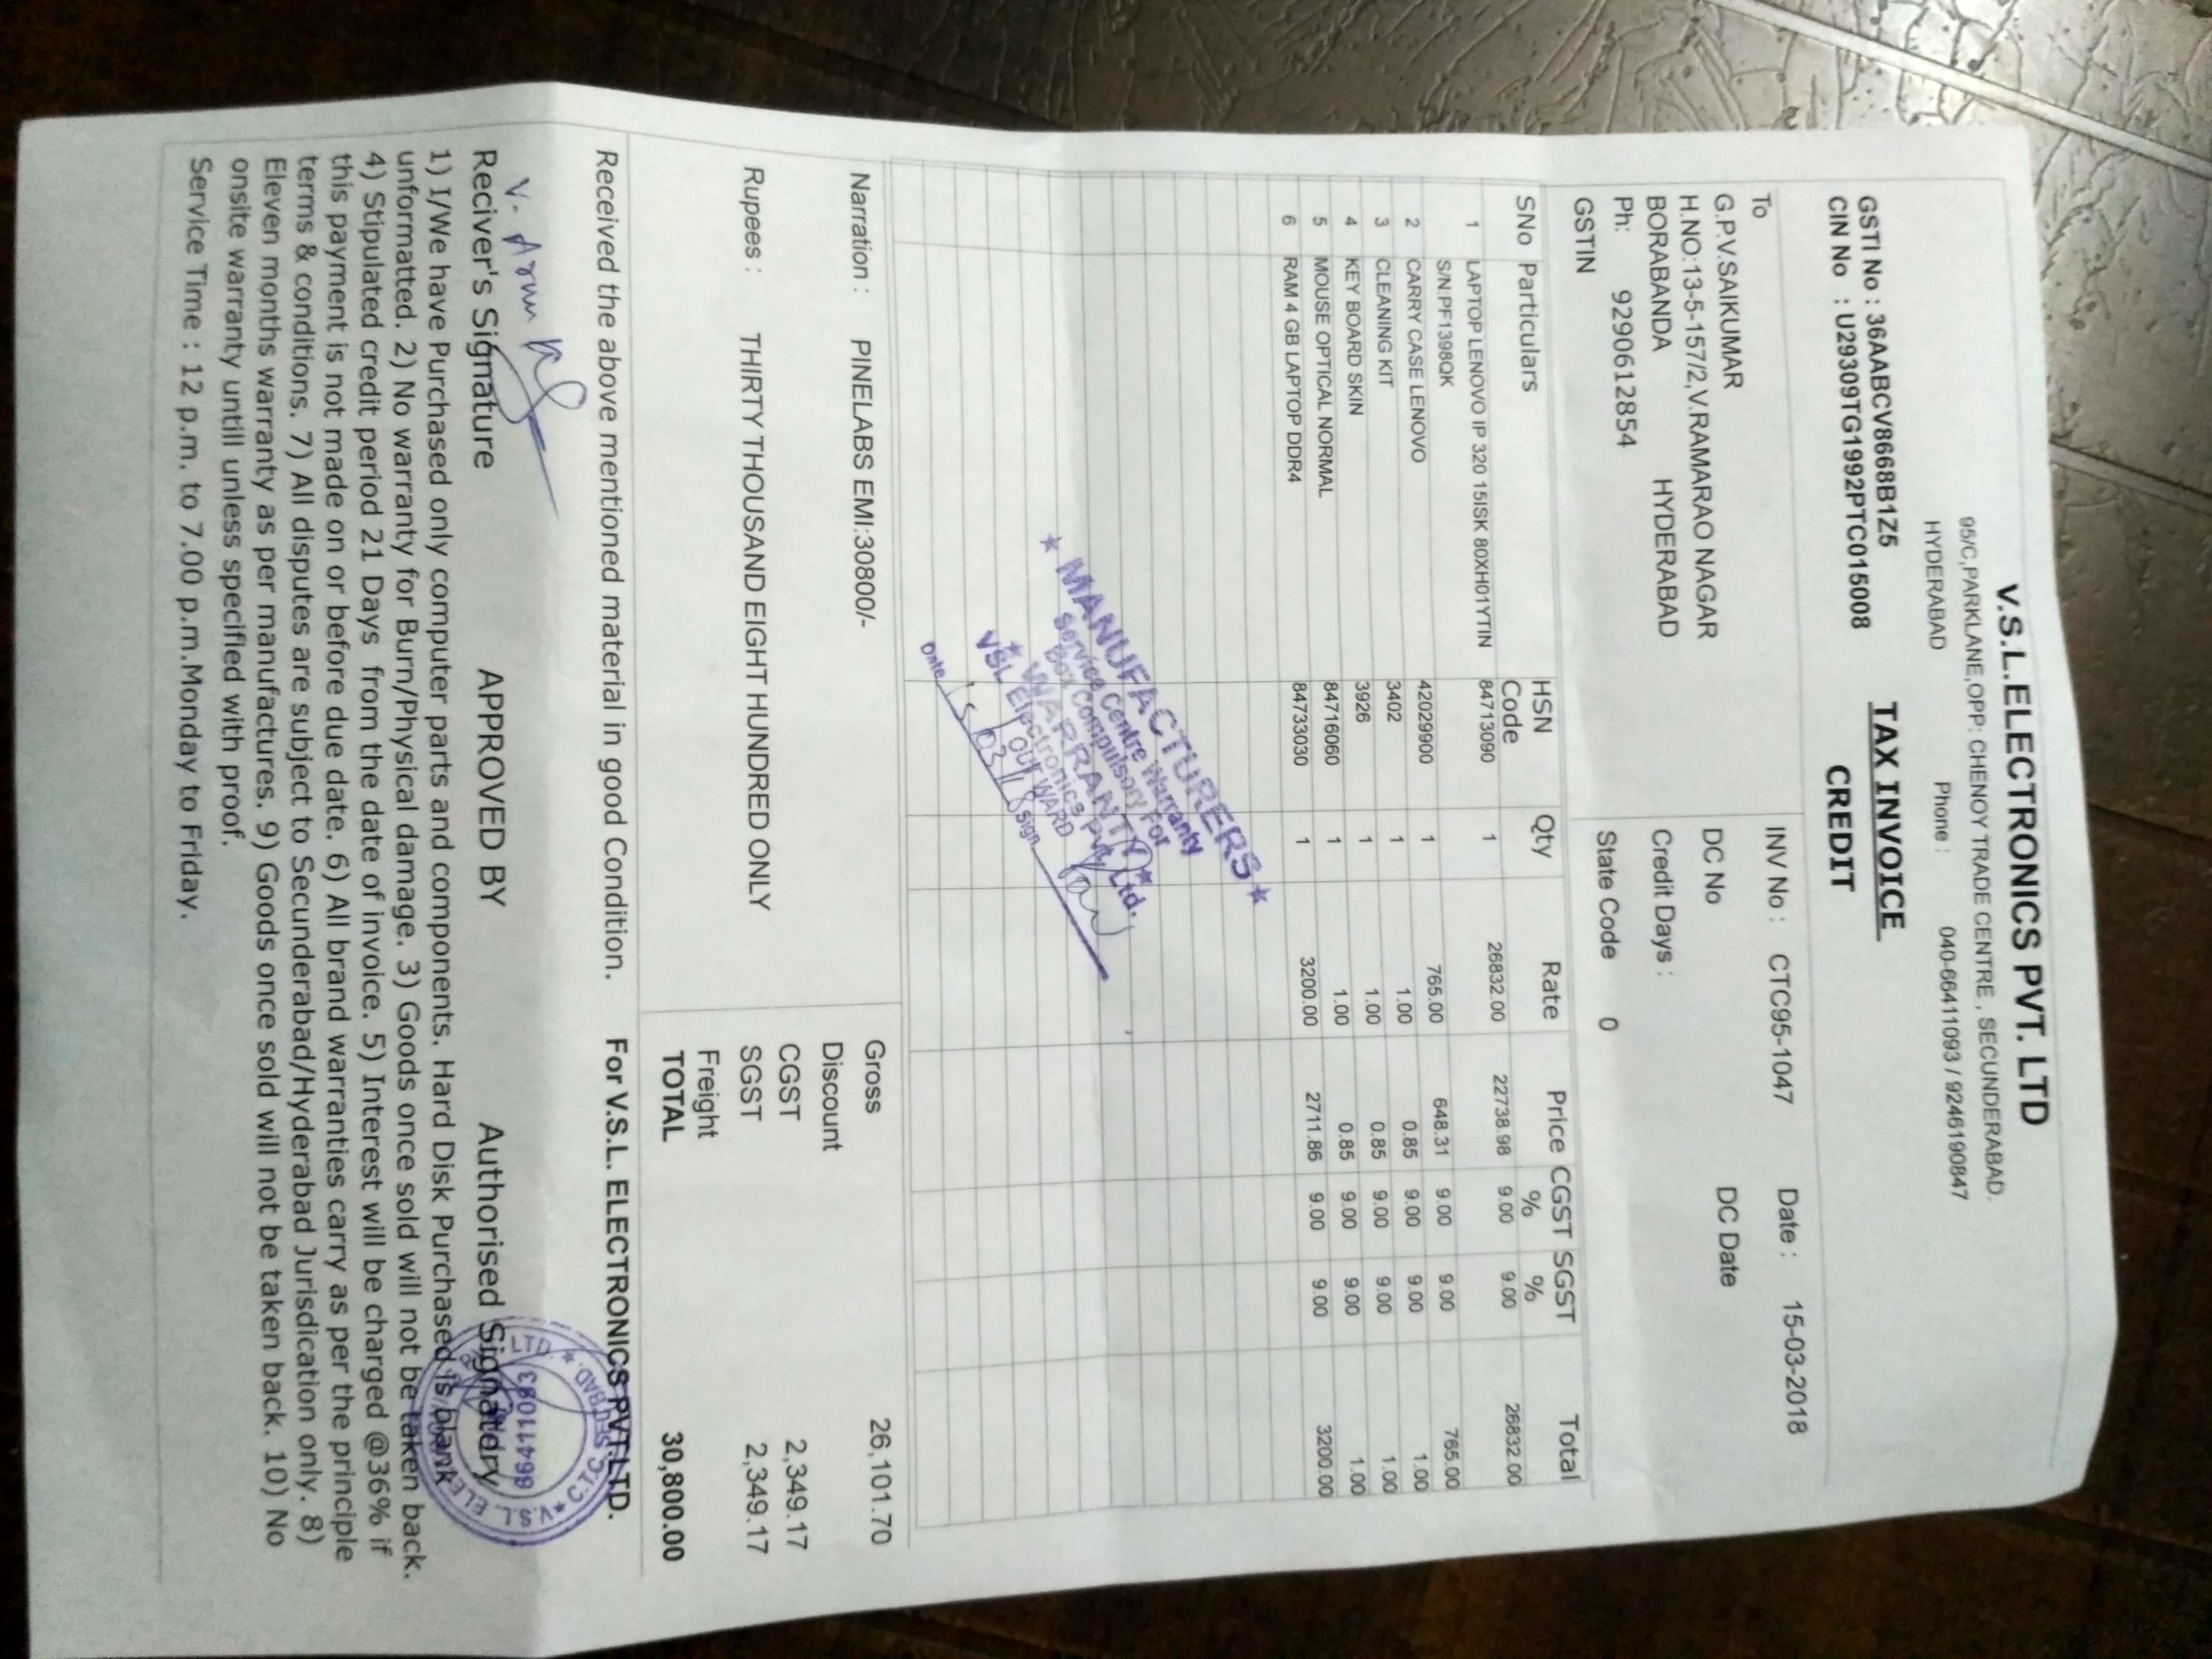 V.S.L.ELECTRONICS PVT. LTD
95/C,PARKLANE,OPP: CHENOY TRADE CENTRE , SECUNDERABAD.
HYDERABAD Phone : 040-66411093 / 9246190847
GSTI No : 36AABCV8668B1Z5
CIN No : U29309TG1992PTC015008
TAX INVOICE
CREDIT
To
G.P.V.SAIKUMAR
H.NO:13-5-157/2,V.RAMARAO NAGAR
BORABANDA HYDERABAD
Ph: 9290612854
GSTIN
INV No : CTC95-1047 Date : 15-03-2018
DC No DC Date
Credit Days :
State Code 0
SNo Particulars HSN Code Qty Rate Price CGST % SGST % Total
1 LAPTOP LENOVO IP 320 15ISK 80XH01YTIN 84713090 1 26832.00 22738.98 9.00 9.00 26832.00
S/N:PF1398QK
2 CARRY CASE LENOVO 42029900 1 765.00 648.31 9.00 9.00 765.00
3 CLEANING KIT 3402 1 1.00 0.85 9.00 9.00 1.00
4 KEY BOARD SKIN 3926 1 1.00 0.85 9.00 9.00 1.00
5 MOUSE OPTICAL NORMAL 84716060 1 1.00 0.85 9.00 9.00 1.00
6 RAM 4 GB LAPTOP DDR4 84733030 1 3200.00 2711.86 9.00 9.00 3200.00
★ MANUFACTURERS ★
Service Centre Warranty
Box Compulsory For
★ WARRANTY ★
VSL Electronics Pvt. Ltd.
OUTWARD
Date Sign
Narration : PINELABS EMI:30800/-
Rupees : THIRTY THOUSAND EIGHT HUNDRED ONLY
Gross 26,101.70
Discount
CGST 2,349.17
SGST 2,349.17
Freight
TOTAL 30,800.00
Received the above mentioned material in good Condition. For V.S.L. ELECTRONICS PVT.LTD.
Reciver's Signature APPROVED BY Authorised Signatory
1) I/We have Purchased only computer parts and components. Hard Disk Purchased is blank
unformatted. 2) No warranty for Burn/Physical damage. 3) Goods once sold will not be taken back.
4) Stipulated credit period 21 Days from the date of invoice. 5) Interest will be charged @36% if
this payment is not made on or before due date. 6) All brand warranties carry as per the principle
terms & conditions. 7) All disputes are subject to Secunderabad/Hyderabad Jurisdication only. 8)
Eleven months warranty as per manufactures. 9) Goods once sold will not be taken back. 10) No
onsite warranty untill unless specified with proof.
Service Time : 12 p.m. to 7.00 p.m.Monday to Friday.